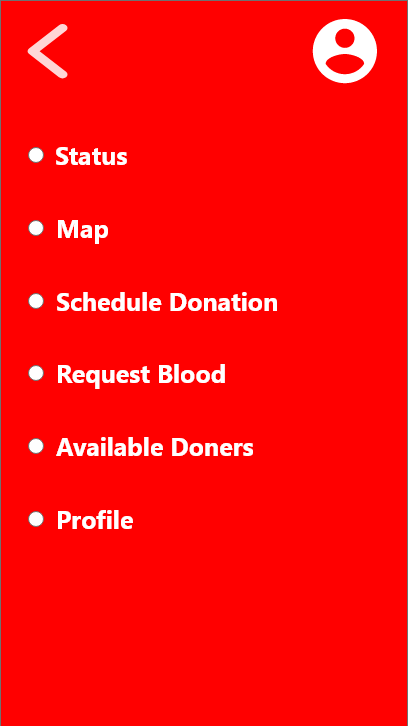 Status
Map
Schedule Donation
Request Blood
Available Doners
Profile